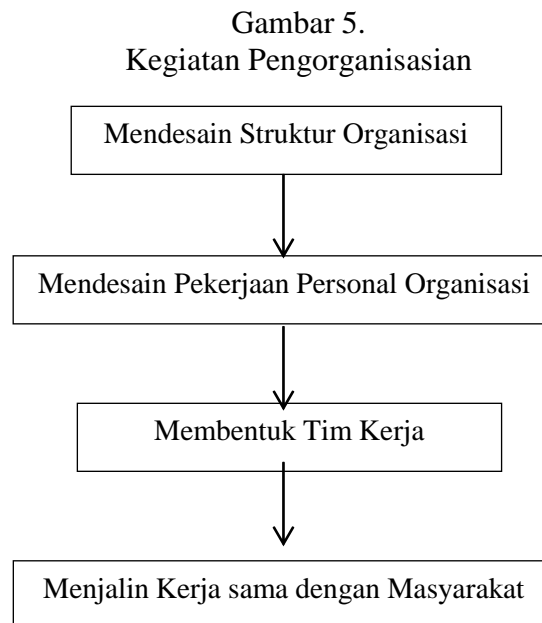 Gambar 5.
Kegiatan Pengorganisasian
Mendesain Struktur Organisasi
Mendesain Pekerjaan Personal Organisasi
Membentuk Tim Kerja
Menjalin Kerja sama dengan Masyarakat